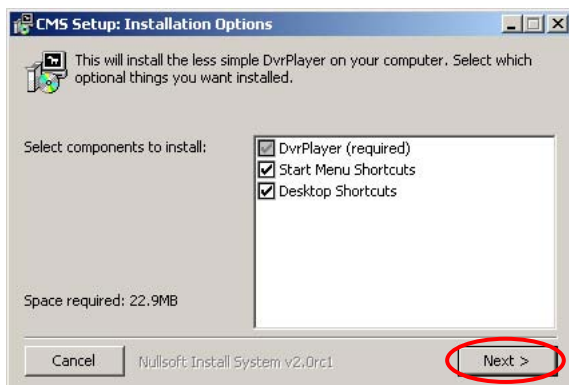 CMS Setup: Installation Options
This will install the less simple DvrPlayer on your computer. Select which
optional things you want installed.
Select components to install:
DvrPlayer (required)
Start Menu Shortcuts
Desktop Shortcuts
Space required: 22.9MB
Cancel
Nullsoft Install System v2.0rc1
Next >